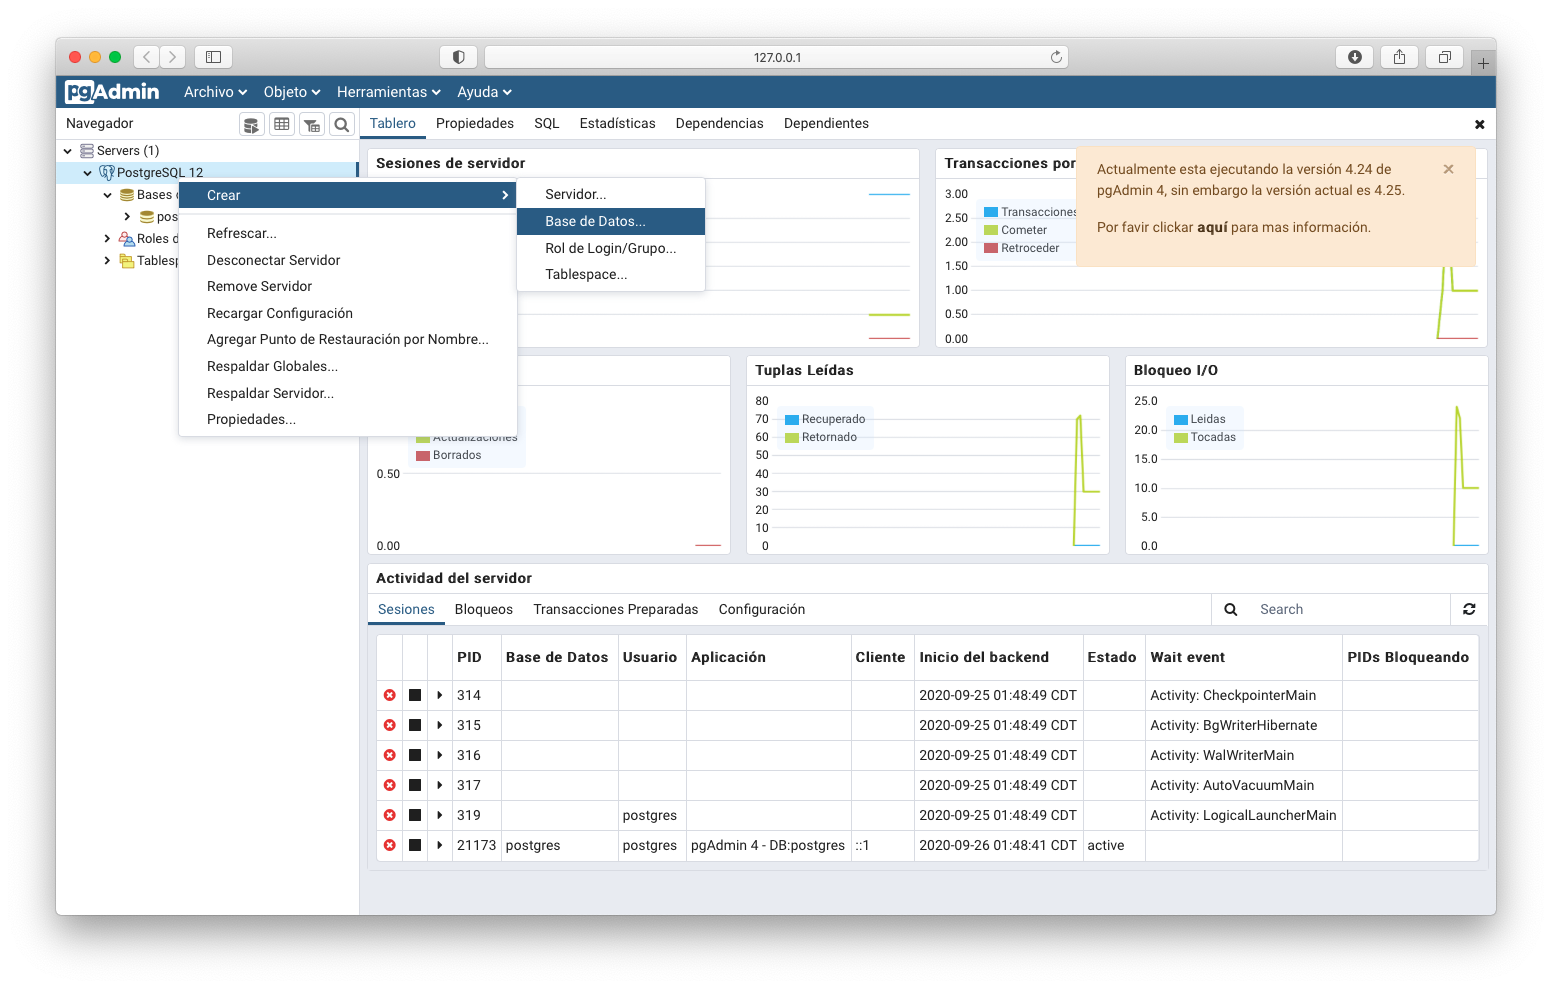 127.0.0.1
pgAdmin
Archivo
Objeto
Herramientas
Ayuda
Navegador
Tablero
Propiedades
SQL
Estadísticas
Dependencias
Dependientes
Servers (1)
PostgreSQL 12
Bases
Roles
Crear
Refrescar...
Desconectar Servidor
Remove Servidor
Recargar Configuración
Agregar Punto de Restauración por Nombre...
Respaldar Globales...
Respaldar Servidor...
Propiedades...
Servidor...
Base de Datos...
Rol de Login/Grupo...
Tablespace...
Sesiones de servidor
Transacciones por
3.00
2.50
2.00
1.50
1.00
0.50
0.00
Transacciones
Cometer
Retroceder
Actualmente esta ejecutando la versión 4.24 de
pgAdmin 4, sin embargo la versión actual es 4.25.
Por favir clickar aquí para mas información.
Actualizaciones
Borrados
0.50
0.00
Tuplas Leídas
80
70
60
50
40
30
20
10
0
Recuperado
Retornado
Bloqueo I/O
25.0
20.0
15.0
10.0
5.0
0.0
Leidas
Tocadas
Actividad del servidor
Sesiones
Bloqueos
Transacciones Preparadas
Configuración
Search
PID Base de Datos Usuario Aplicación Cliente Inicio del backend Estado Wait event PIDs Bloqueando
314 2020-09-25 01:48:49 CDT Activity: CheckpointerMain
315 2020-09-25 01:48:49 CDT Activity: BgWriterHibernate
316 2020-09-25 01:48:49 CDT Activity: WalWriterMain
317 2020-09-25 01:48:49 CDT Activity: AutoVacuumMain
319 postgres 2020-09-25 01:48:49 CDT Activity: LogicalLauncherMain
21173 postgres postgres pgAdmin 4 - DB:postgres ::1 2020-09-26 01:48:41 CDT active